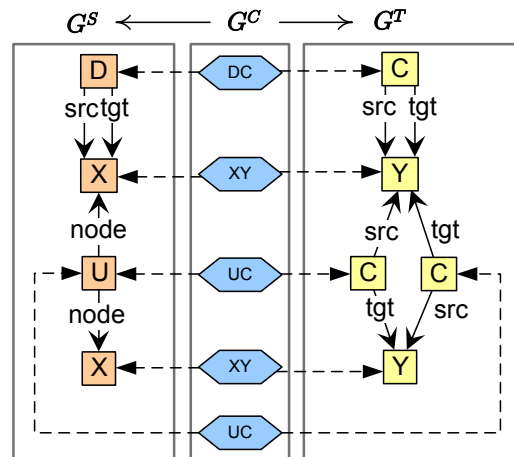 G^S G^C G^T
D DC C
src tgt src tgt
X XY Y
node src tgt
U UC C C
node tgt src
X XY Y
UC